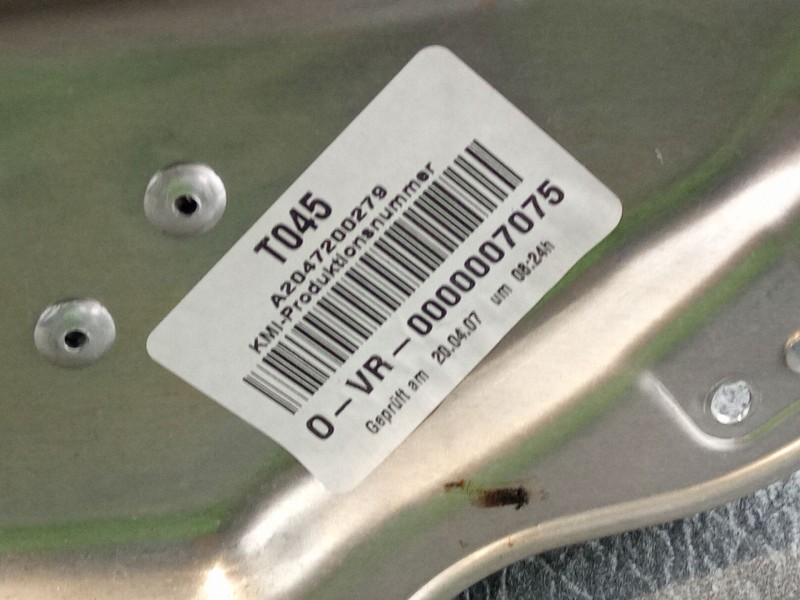 T045
A2047200279
KMI-Produktionsnummer
0-VR-0000007075
Geprüft am 20.04.07 um 08:24h